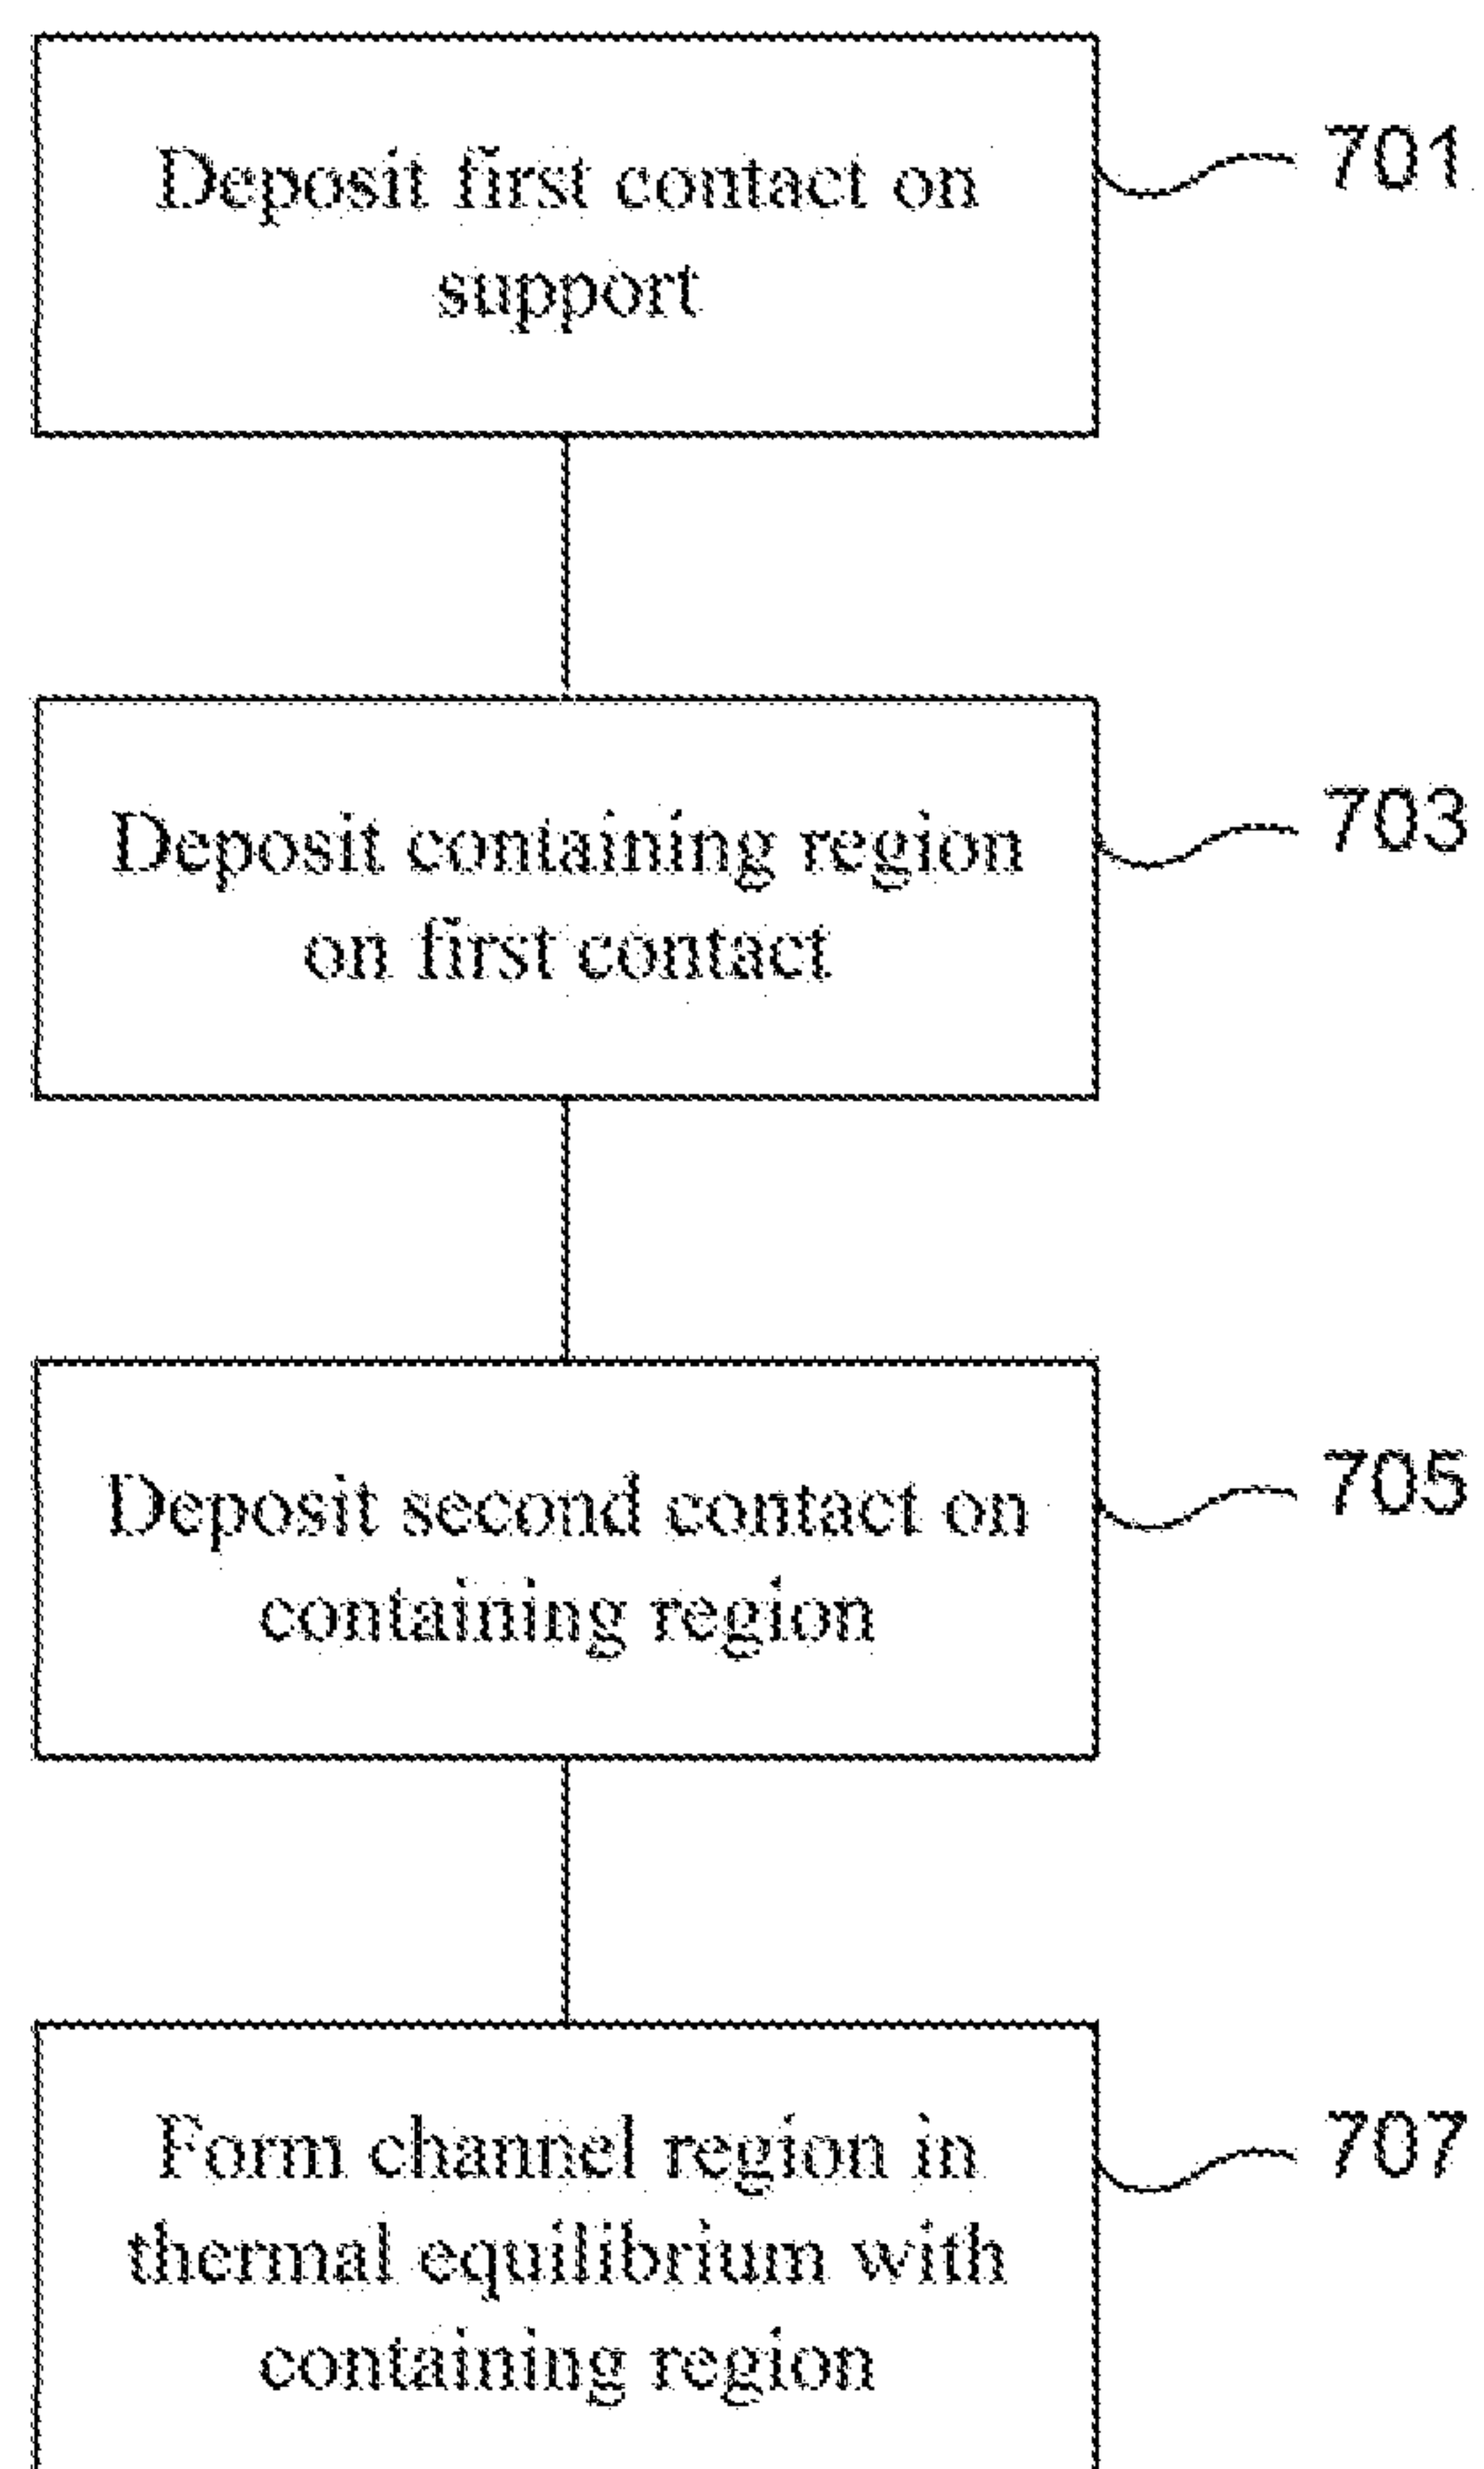 Deposit first contact on
support
701
Deposit containing region
on first contact
703
Deposit second contact on
containing region
705
Form channel region in
thermal equilibrium with
containing region
707